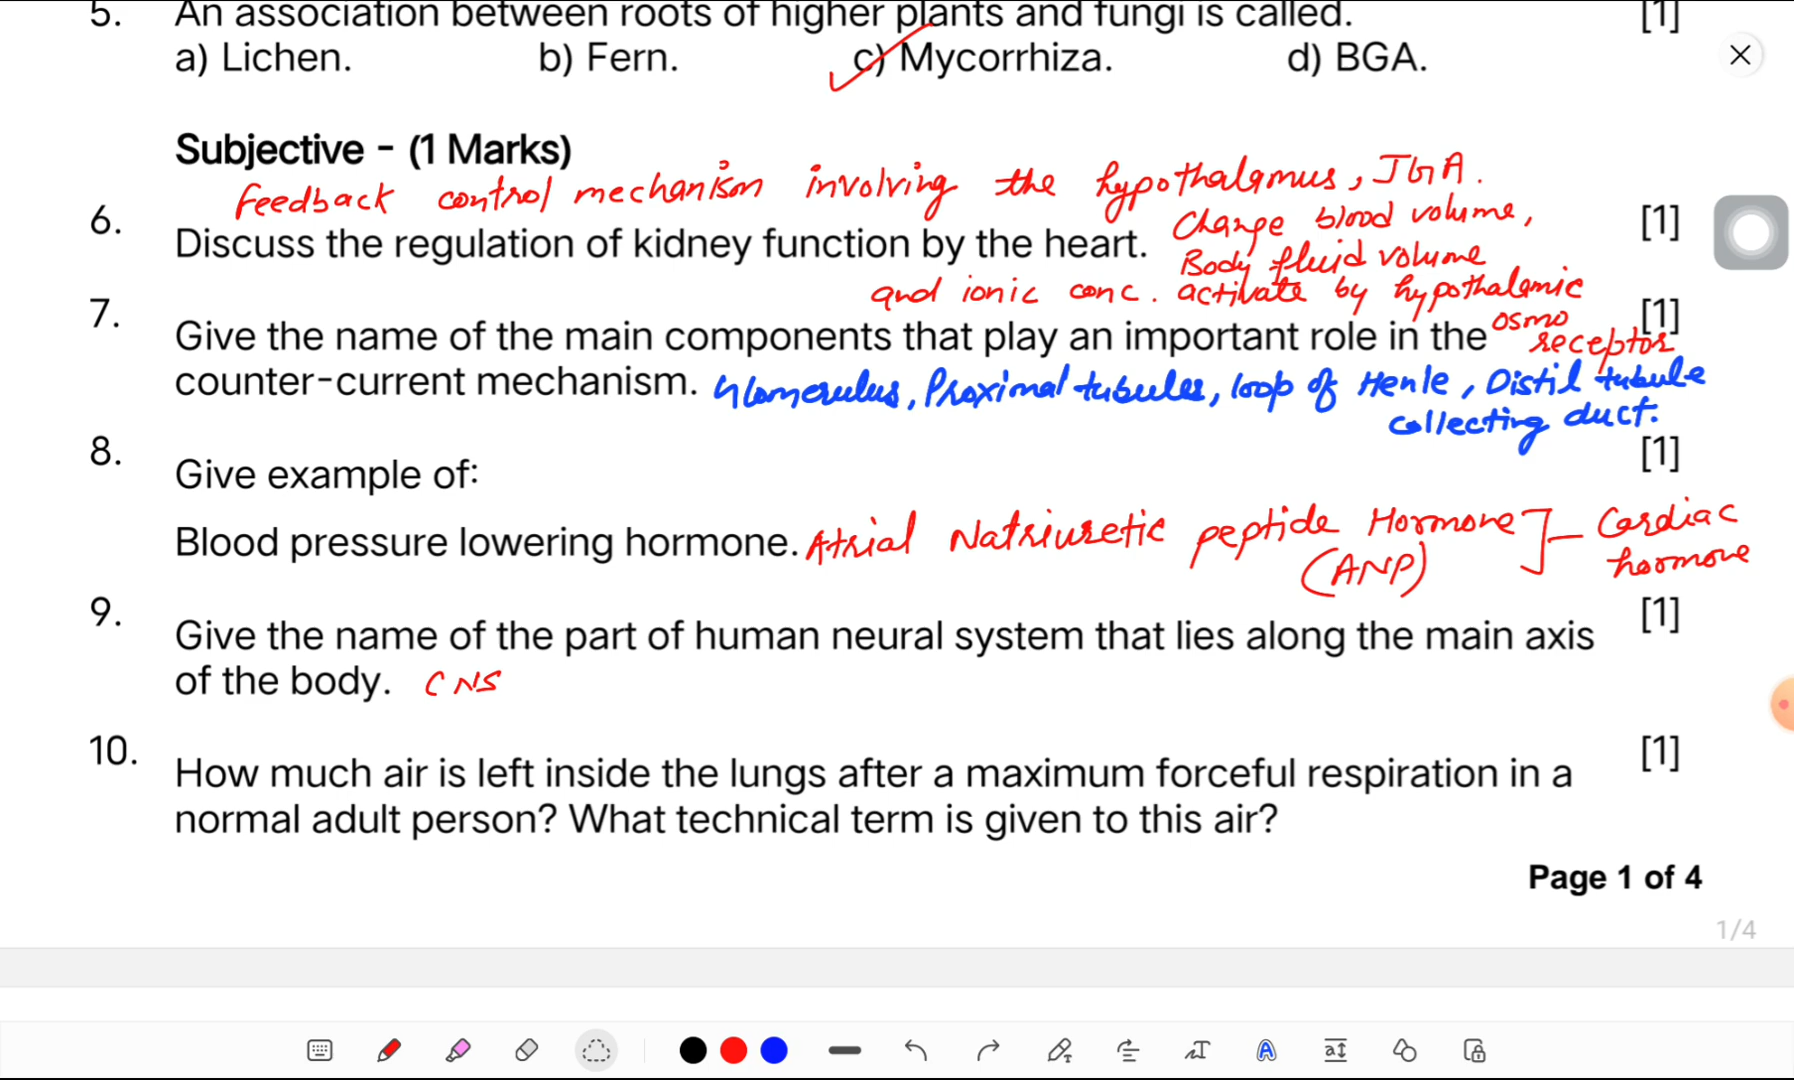 5. An association between roots of higher plants and fungi is called. [1]
a) Lichen. b) Fern. c) Mycorrhiza. d) BGA.
Subjective - (1 Marks)
Feedback control mechanism involving the hypothalamus, JGA.
6. Discuss the regulation of kidney function by the heart. [1]
Change blood volume,
Body fluid volume
and ionic conc. activate by hypothalamic
osmo
receptor
7. Give the name of the main components that play an important role in the [1]
counter-current mechanism. Glomerulus, Proximal tubules, loop of Henle, Distil tubule
collecting duct.
8. Give example of: [1]
Blood pressure lowering hormone. Atrial Natriuretic peptide Hormone ] – Cardiac
(ANP) hormone
9. Give the name of the part of human neural system that lies along the main axis [1]
of the body. CNS
10. How much air is left inside the lungs after a maximum forceful respiration in a [1]
normal adult person? What technical term is given to this air?
Page 1 of 4
1/4